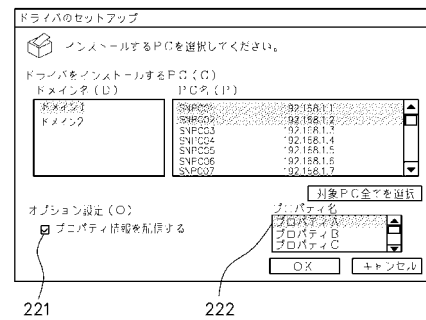 ドライバのセットアップ
インストールするPCを選択してください。
ドライバをインストールするPC(C)
ドメイン名(D) PC名(P)
ドメイン1
ドメイン2
SNPC01 192.168.1.1
SNPC02 192.168.1.2
SNPC03 192.168.1.3
SNPC04 192.168.1.4
SNPC05 192.168.1.5
SNPC06 192.168.1.6
SNPC07 192.168.1.7
対象PC全てを選択
オプション設定(O)
プロパティ情報を配信する
プロパティ名
プロパティA
プロパティB
プロパティC
OK キャンセル
221 222